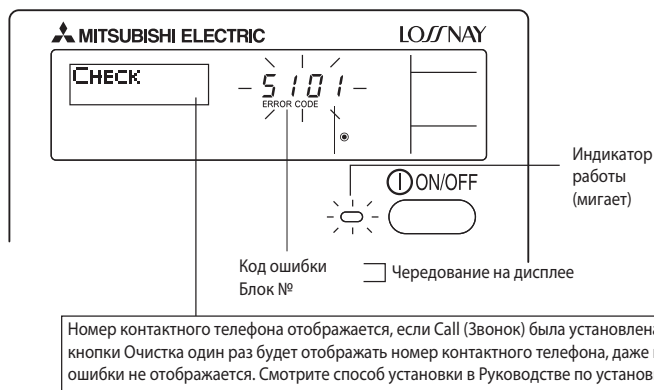 MITSUBISHI ELECTRIC LOSSNAY
CHECK
5101
ERROR CODE
ON/OFF
Индикатор
работы
(мигает)
Код ошибки
Блок №
Чередование на дисплее
Номер контактного телефона отображается, если Call (Звонок) была установлена
кнопки Очистка один раз будет отображать номер контактного телефона, даже
ошибки не отображается. Смотрите способ установки в Руководстве по установ